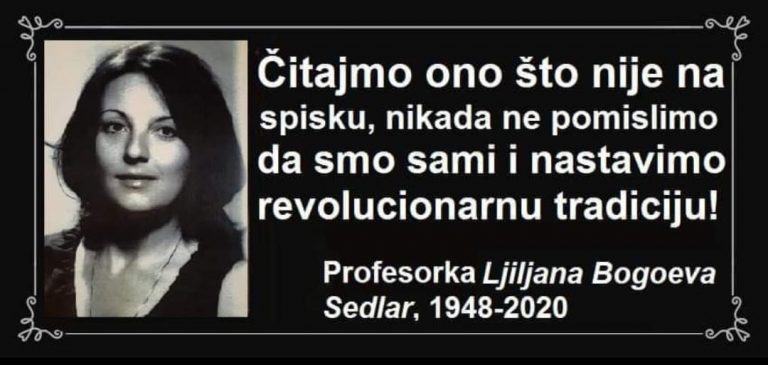 Čitajmo ono što nije na
spisku, nikada ne pomislimo
da smo sami i nastavimo
revolucionarnu tradiciju!
Profesorka Ljiljana Bogoeva
Sedlar, 1948-2020